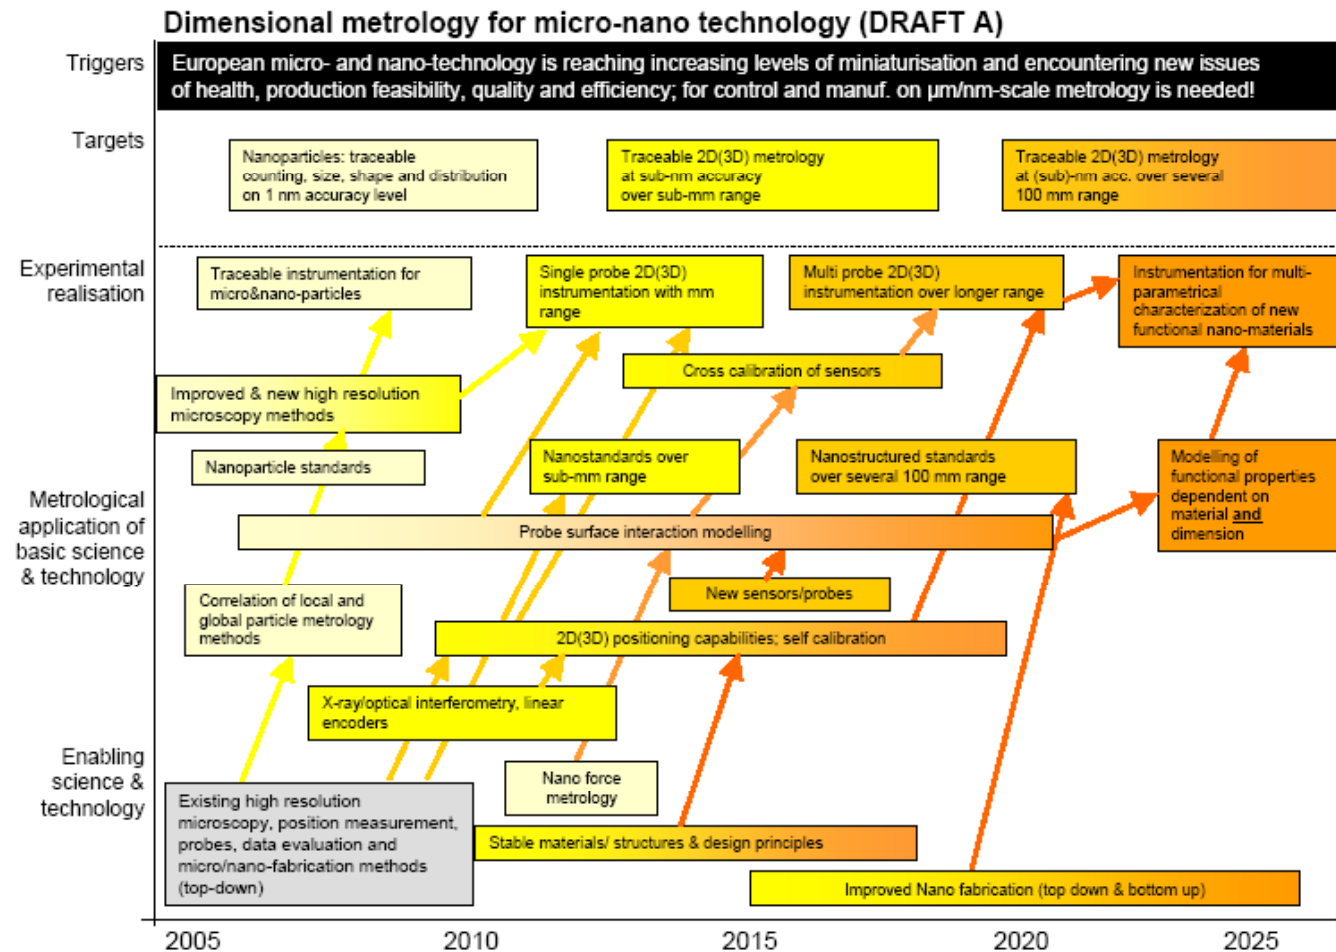 Dimensional metrology for micro-nano technology (DRAFT A)
Triggers
European micro- and nano-technology is reaching increasing levels of miniaturisation and encountering new issues
of health, production feasibility, quality and efficiency; for control and manuf. on µm/nm-scale metrology is needed!
Targets
Nanoparticles: traceable
counting, size, shape and distribution
on 1 nm accuracy level
Traceable 2D(3D) metrology
at sub-nm accuracy
over sub-mm range
Traceable 2D(3D) metrology
at (sub)-nm acc. over several
100 mm range
Experimental
realisation
Traceable instrumentation for
micro&nano-particles
Single probe 2D(3D)
instrumentation with mm
range
Multi probe 2D(3D)
instrumentation over longer range
Instrumentation for multi-
parametrical
characterization of new
functional nano-materials
Cross calibration of sensors
Improved & new high resolution
microscopy methods
Nanoparticle standards
Nanostandards over
sub-mm range
Nanostructured standards
over several 100 mm range
Modelling of
functional properties
dependent on
material and
dimension
Metrological
application of
basic science
& technology
Probe surface interaction modelling
New sensors/probes
Correlation of local and
global particle metrology
methods
2D(3D) positioning capabilities; self calibration
X-ray/optical interferometry, linear
encoders
Enabling
science &
technology
Nano force
metrology
Existing high resolution
microscopy, position measurement,
probes, data evaluation and
micro/nano-fabrication methods
(top-down)
Stable materials/ structures & design principles
Improved Nano fabrication (top down & bottom up)
2005
2010
2015
2020
2025